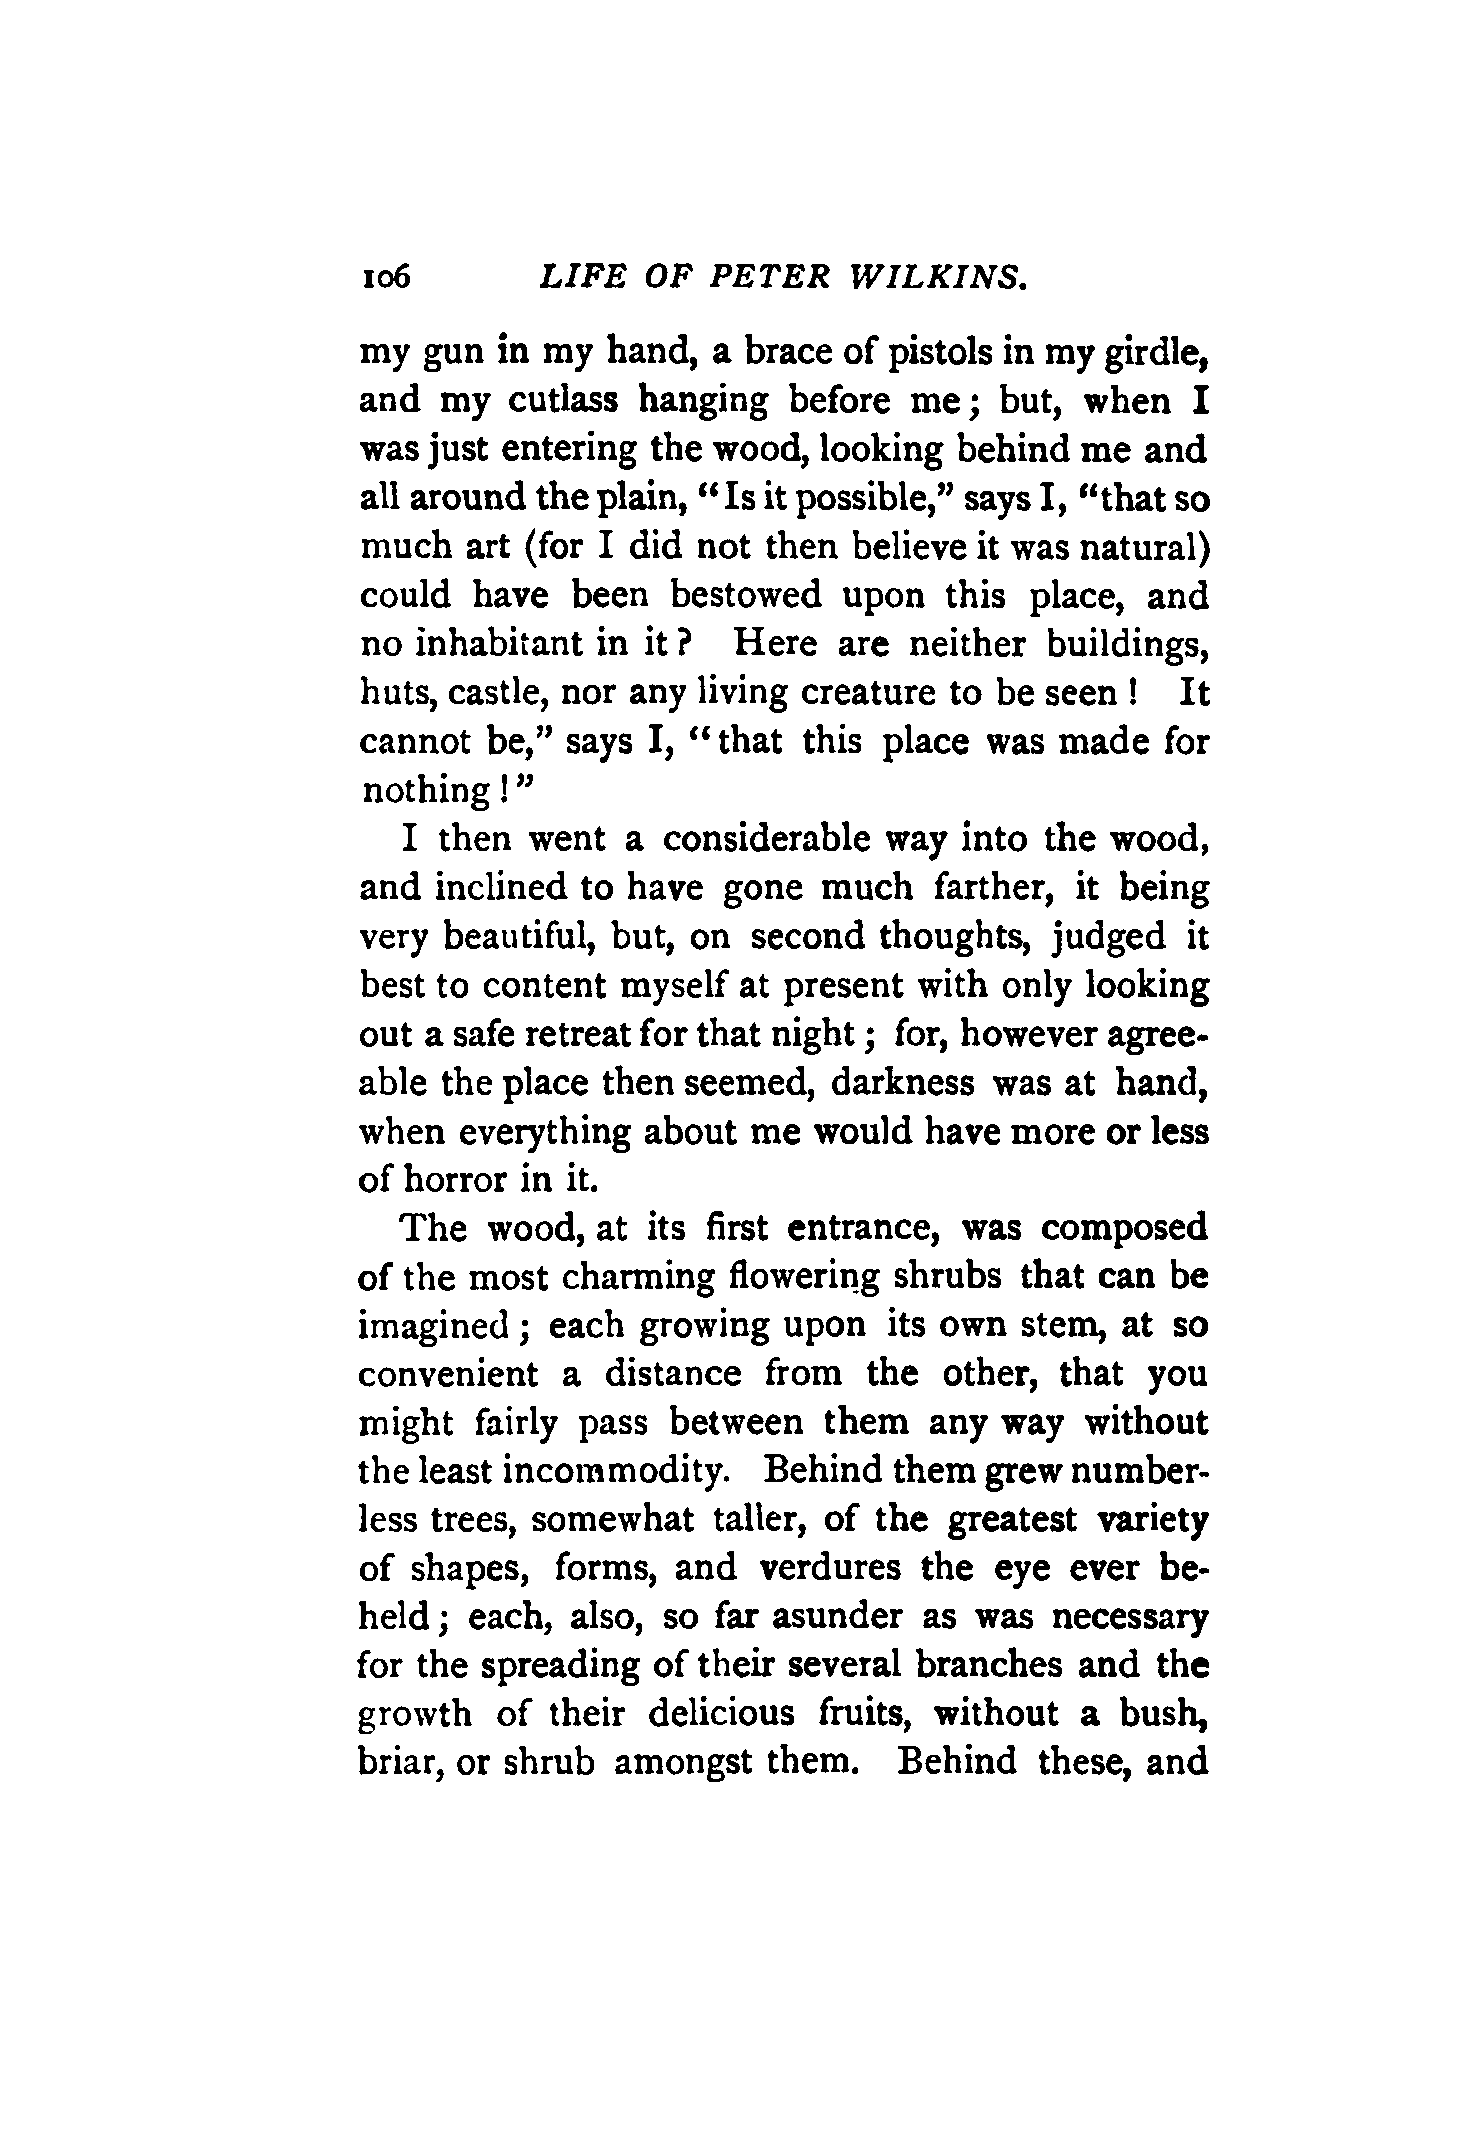 106 LIFE OF PETER WILKINS.
my gun in my hand, a brace of pistols in my girdle,
and my cutlass hanging before me; but, when I
was just entering the wood, looking behind me and
all around the plain, “Is it possible,” says I, “that so
much art (for I did not then believe it was natural)
could have been bestowed upon this place, and
no inhabitant in it? Here are neither buildings,
huts, castle, nor any living creature to be seen! It
cannot be,” says I, “that this place was made for
nothing!”
I then went a considerable way into the wood,
and inclined to have gone much farther, it being
very beautiful, but, on second thoughts, judged it
best to content myself at present with only looking
out a safe retreat for that night; for, however agree-
able the place then seemed, darkness was at hand,
when everything about me would have more or less
of horror in it.
The wood, at its first entrance, was composed
of the most charming flowering shrubs that can be
imagined; each growing upon its own stem, at so
convenient a distance from the other, that you
might fairly pass between them any way without
the least incommodity. Behind them grew number-
less trees, somewhat taller, of the greatest variety
of shapes, forms, and verdures the eye ever be-
held; each, also, so far asunder as was necessary
for the spreading of their several branches and the
growth of their delicious fruits, without a bush,
briar, or shrub amongst them. Behind these, and